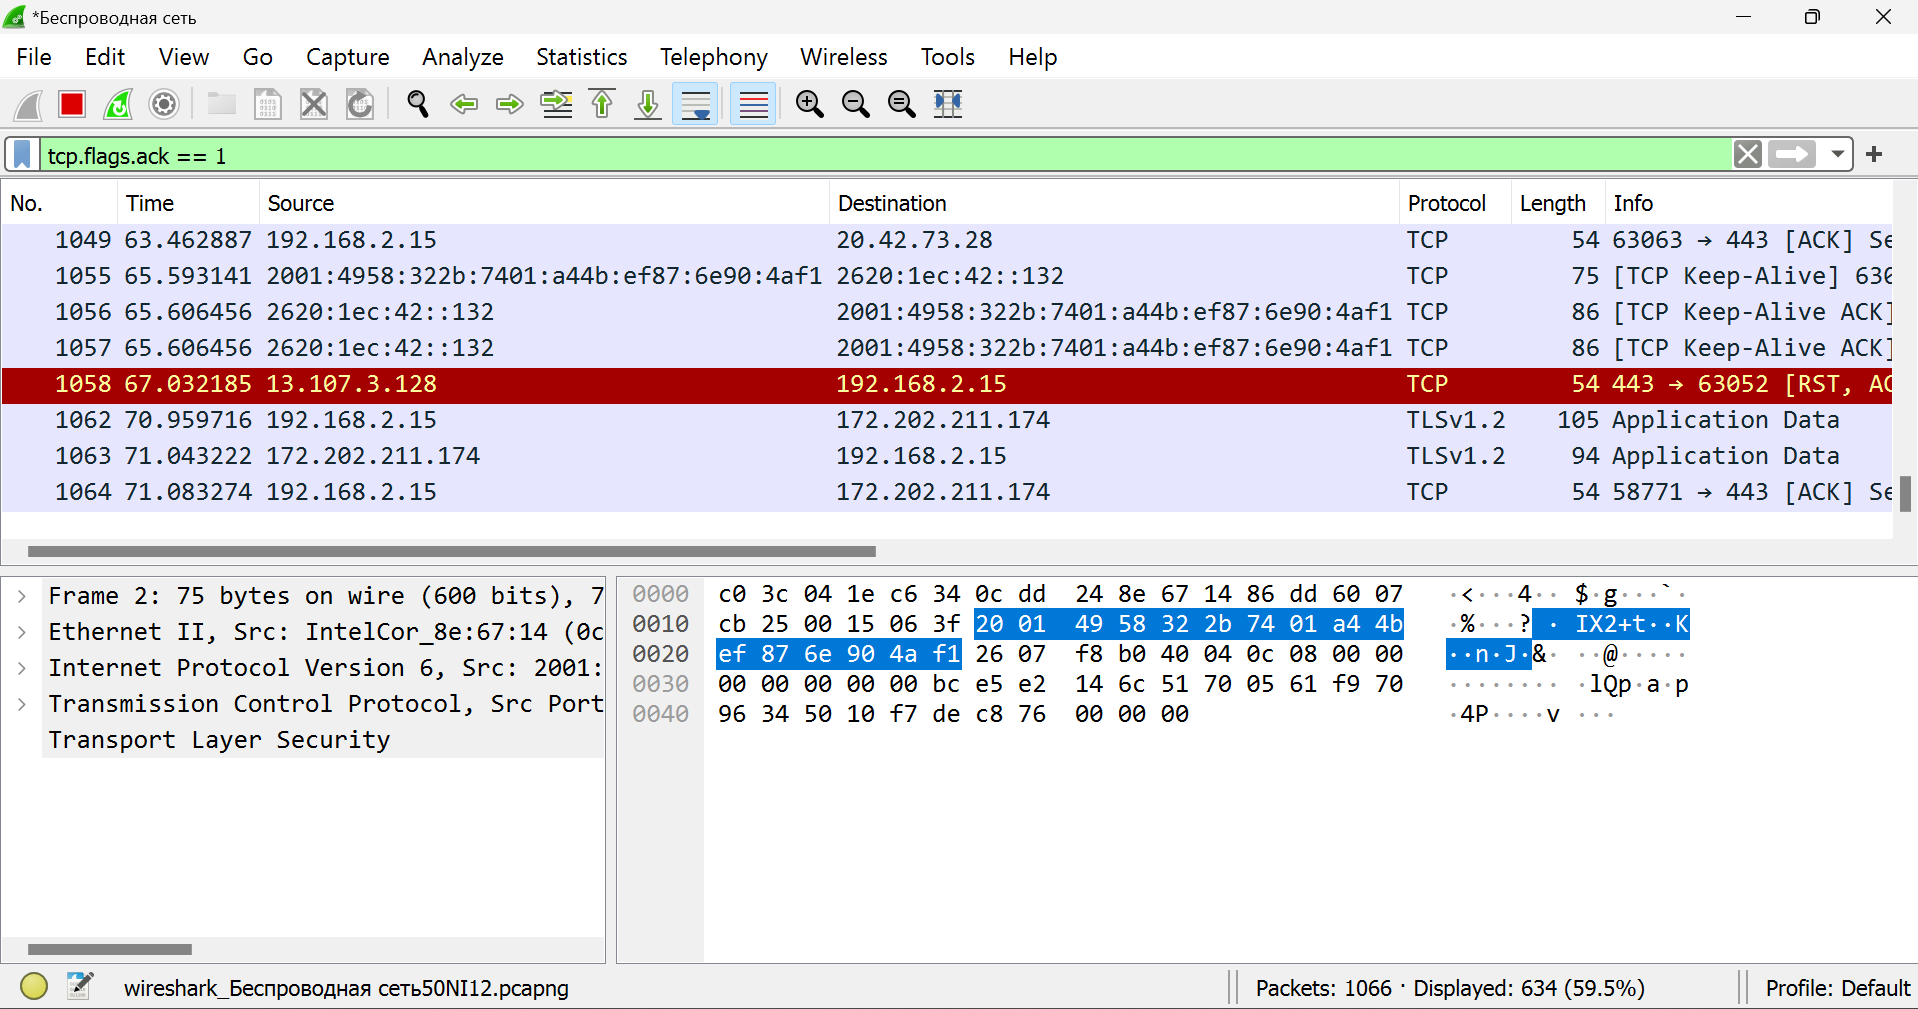 *Беспроводная сеть
File Edit View Go Capture Analyze Statistics Telephony Wireless Tools Help
tcp.flags.ack == 1
No. Time Source Destination Protocol Length Info
1049 63.462887 192.168.2.15 20.42.73.28 TCP 54 63063 → 443 [ACK] Se
1055 65.593141 2001:4958:322b:7401:a44b:ef87:6e90:4af1 2620:1ec:42::132 TCP 75 [TCP Keep-Alive] 630
1056 65.606456 2620:1ec:42::132 2001:4958:322b:7401:a44b:ef87:6e90:4af1 TCP 86 [TCP Keep-Alive ACK]
1057 65.606456 2620:1ec:42::132 2001:4958:322b:7401:a44b:ef87:6e90:4af1 TCP 86 [TCP Keep-Alive ACK]
1058 67.032185 13.107.3.128 192.168.2.15 TCP 54 443 → 63052 [RST, AC
1062 70.959716 192.168.2.15 172.202.211.174 TLSv1.2 105 Application Data
1063 71.043222 172.202.211.174 192.168.2.15 TLSv1.2 94 Application Data
1064 71.083274 192.168.2.15 172.202.211.174 TCP 54 58771 → 443 [ACK] Se
Frame 2: 75 bytes on wire (600 bits), 7
Ethernet II, Src: IntelCor_8e:67:14 (0c
Internet Protocol Version 6, Src: 2001:
Transmission Control Protocol, Src Port
Transport Layer Security
0000 c0 3c 04 1e c6 34 0c dd 24 8e 67 14 86 dd 60 07 ·<···4·· $·g···`·
0010 cb 25 00 15 06 3f 20 01 49 58 32 2b 74 01 a4 4b ·%···? · IX2+t··K
0020 ef 87 6e 90 4a f1 26 07 f8 b0 40 04 0c 08 00 00 ··n·J·&· ··@·····
0030 00 00 00 00 00 bc e5 e2 14 6c 51 70 05 61 f9 70 ········ ·lQp·a·p
0040 96 34 50 10 f7 de c8 76 00 00 00 ·4P····v ···
wireshark_Беспроводная сеть50NI12.pcapng Packets: 1066 · Displayed: 634 (59.5%) Profile: Default